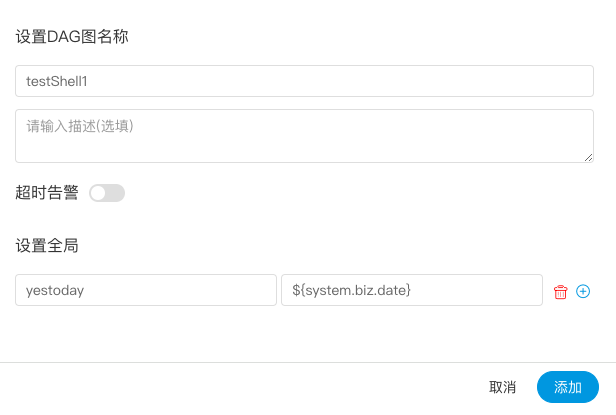 设置DAG图名称
testShell1
请输入描述(选填)
超时告警
设置全局
yestoday ${system.biz.date}
取消 添加